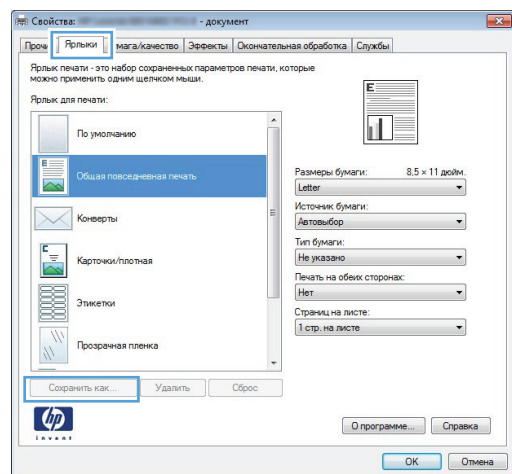 Свойства: - документ
Ярлыки
мага/качество
Эффекты
Окончательная обработка
Службы
Ярлык печати - это набор сохраненных параметров печати, которые
можно применить одним щелчком мыши.
Ярлык для печати:
По умолчанию
Общая повседневная печать
Конверты
Карточки/плотная
Этикетки
Прозрачная пленка
Сохранить как...
Удалить
Сброс
E
Размеры бумаги: 8,5 × 11 дюйм.
Letter
Источник бумаги:
Автовыбор
Тип бумаги:
Не указано
Печать на обеих сторонах:
Нет
Страниц на листе:
1 стр. на листе
hp
invent
О программе...
Справка
OK
Отмена